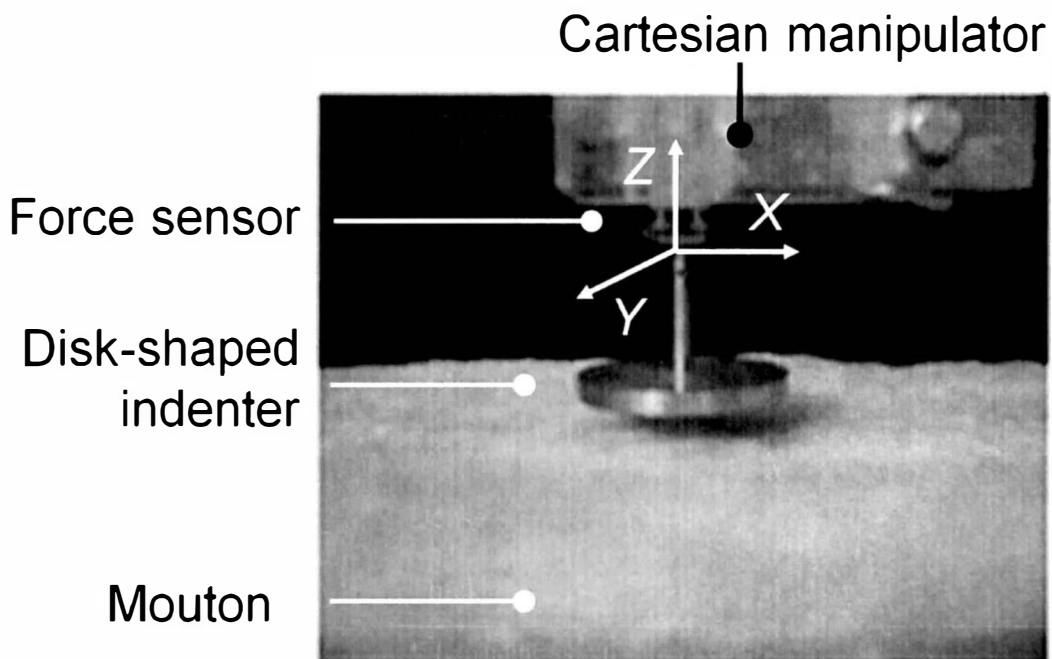 Cartesian manipulator
Z
X
Force sensor
Y
Disk-shaped
indenter
Mouton